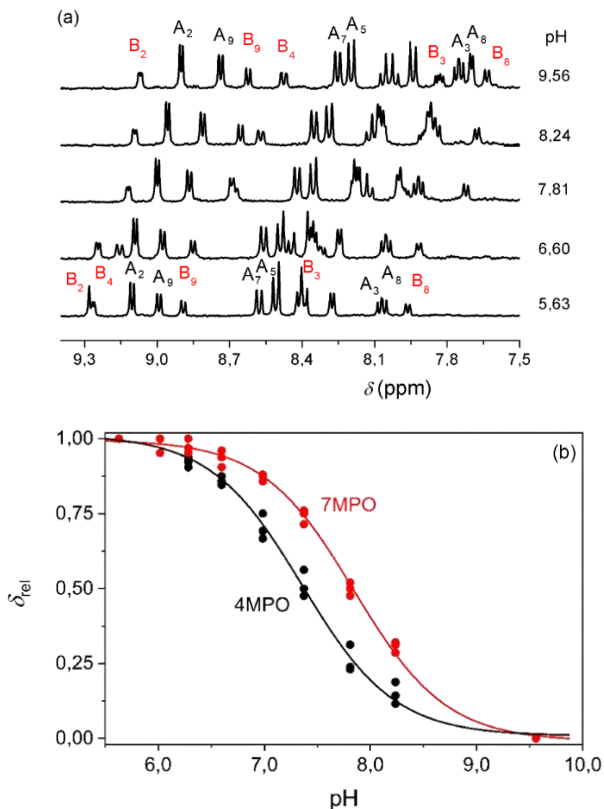 (a)
B2 A2 A9 B9 B4 A7 A5 B3 A3 A8 B8 pH
9,56
8,24
7,81
6,60
B2 B4 A2 A9 B9 A7 A5 B3 A3 A8 B8 5,63
9,3 9,0 8,7 8,4 8,1 7,8 7,5
δ (ppm)
(b)
1,00
0,75
0,50
0,25
0,00
δrel
7MPO
4MPO
6,0 7,0 8,0 9,0 10,0
pH